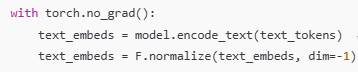 with torch.no_grad():
    text_embeds = model.encode_text(text_tokens)
    text_embeds = F.normalize(text_embeds, dim=-1)